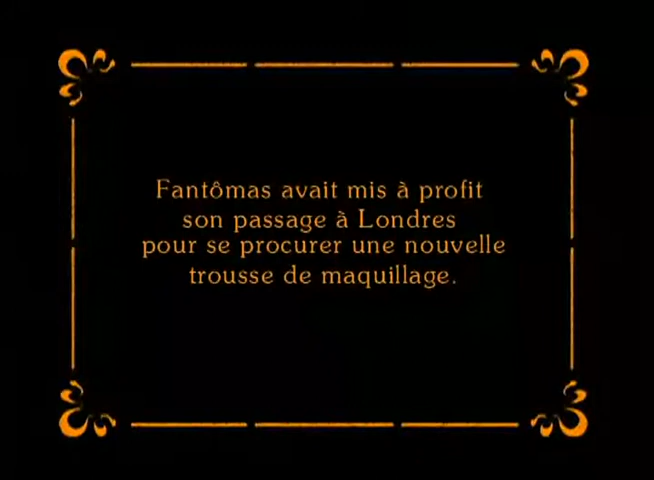 Fantômas avait mis à profit
son passage à Londres
pour se procurer une nouvelle
trousse de maquillage.